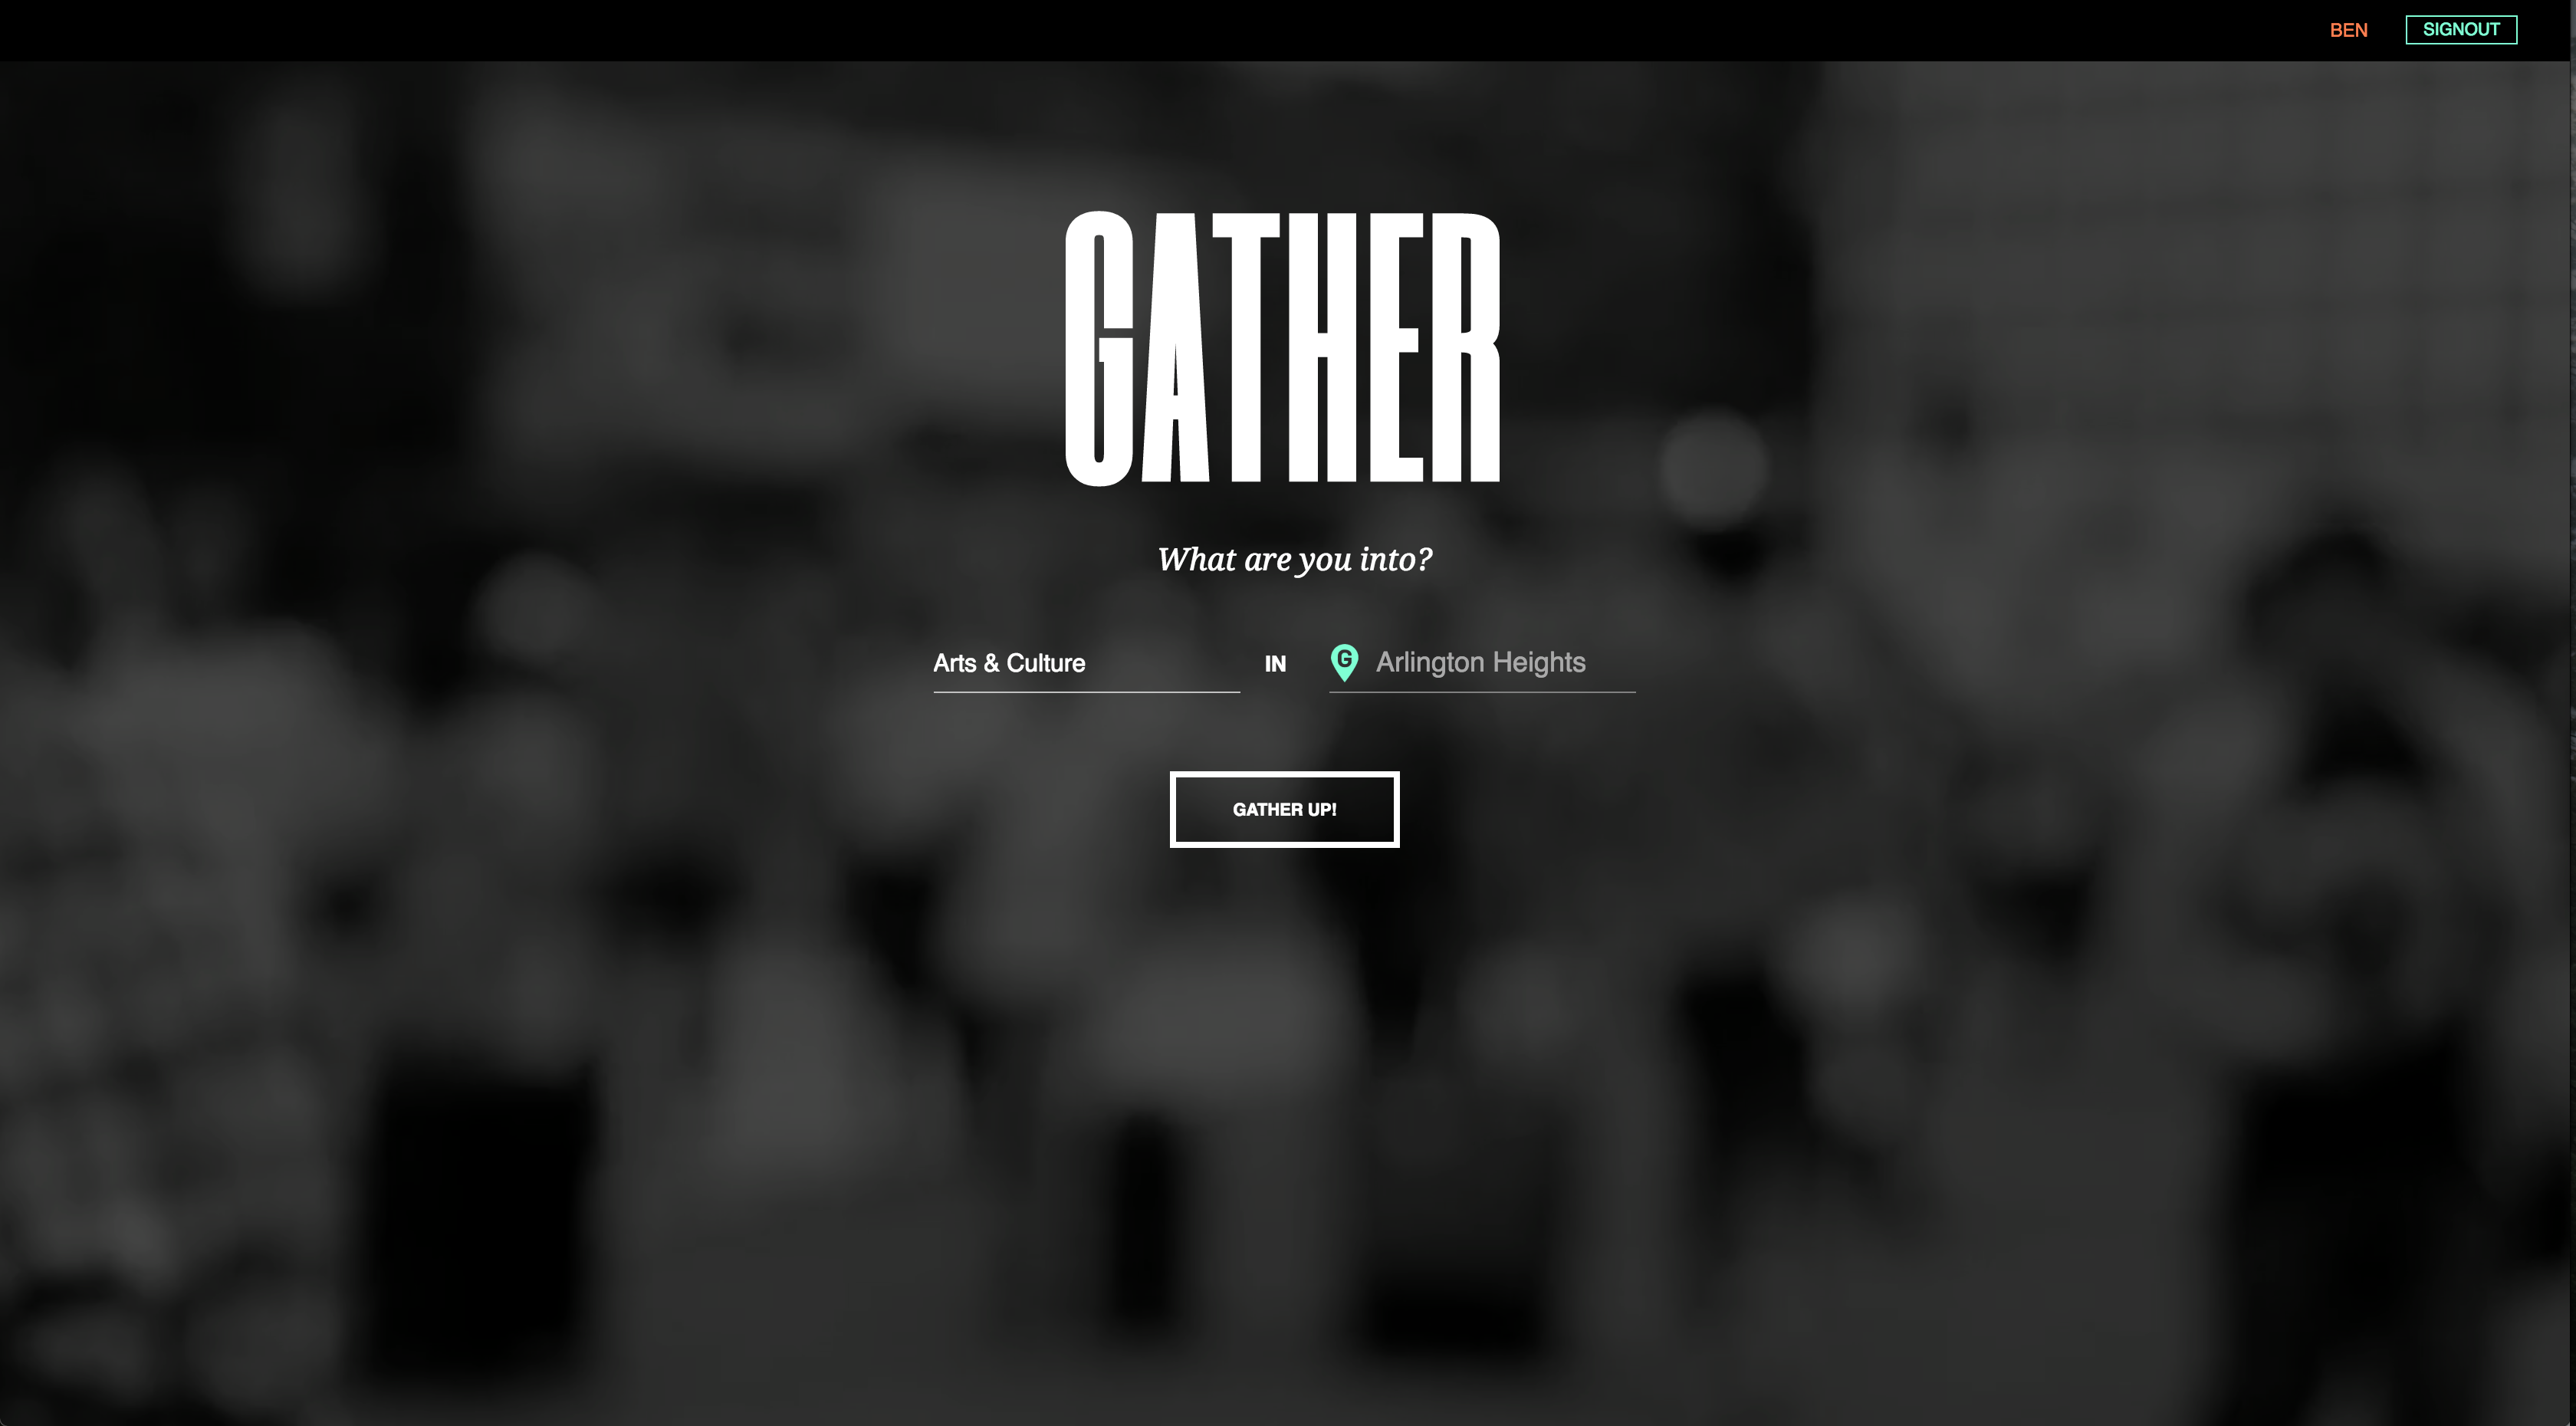 BEN SIGNOUT
GATHER
What are you into?
Arts & Culture IN G Arlington Heights
GATHER UP!